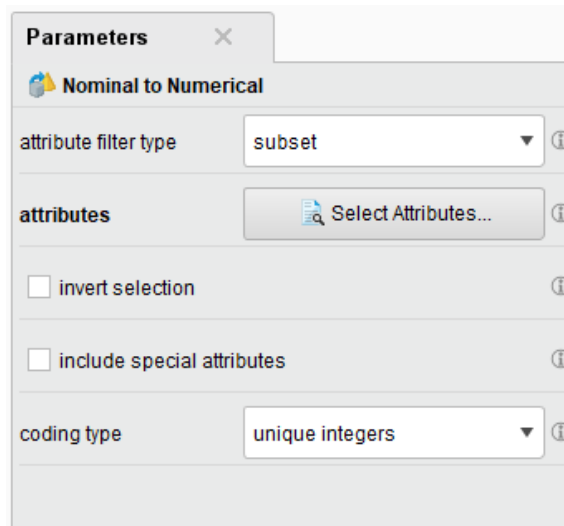 Parameters
Nominal to Numerical
attribute filter type
subset
attributes
Select Attributes...
invert selection
include special attributes
coding type
unique integers